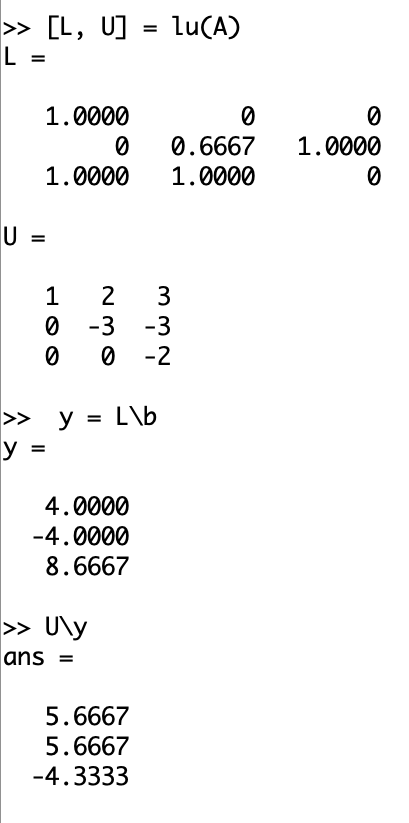 >> [L, U] = lu(A)
L =
1.0000 0 0
0 0.6667 1.0000
1.0000 1.0000 0
U =
1 2 3
0 -3 -3
0 0 -2
>> y = L\b
y =
4.0000
-4.0000
8.6667
>> U\y
ans =
5.6667
5.6667
-4.3333